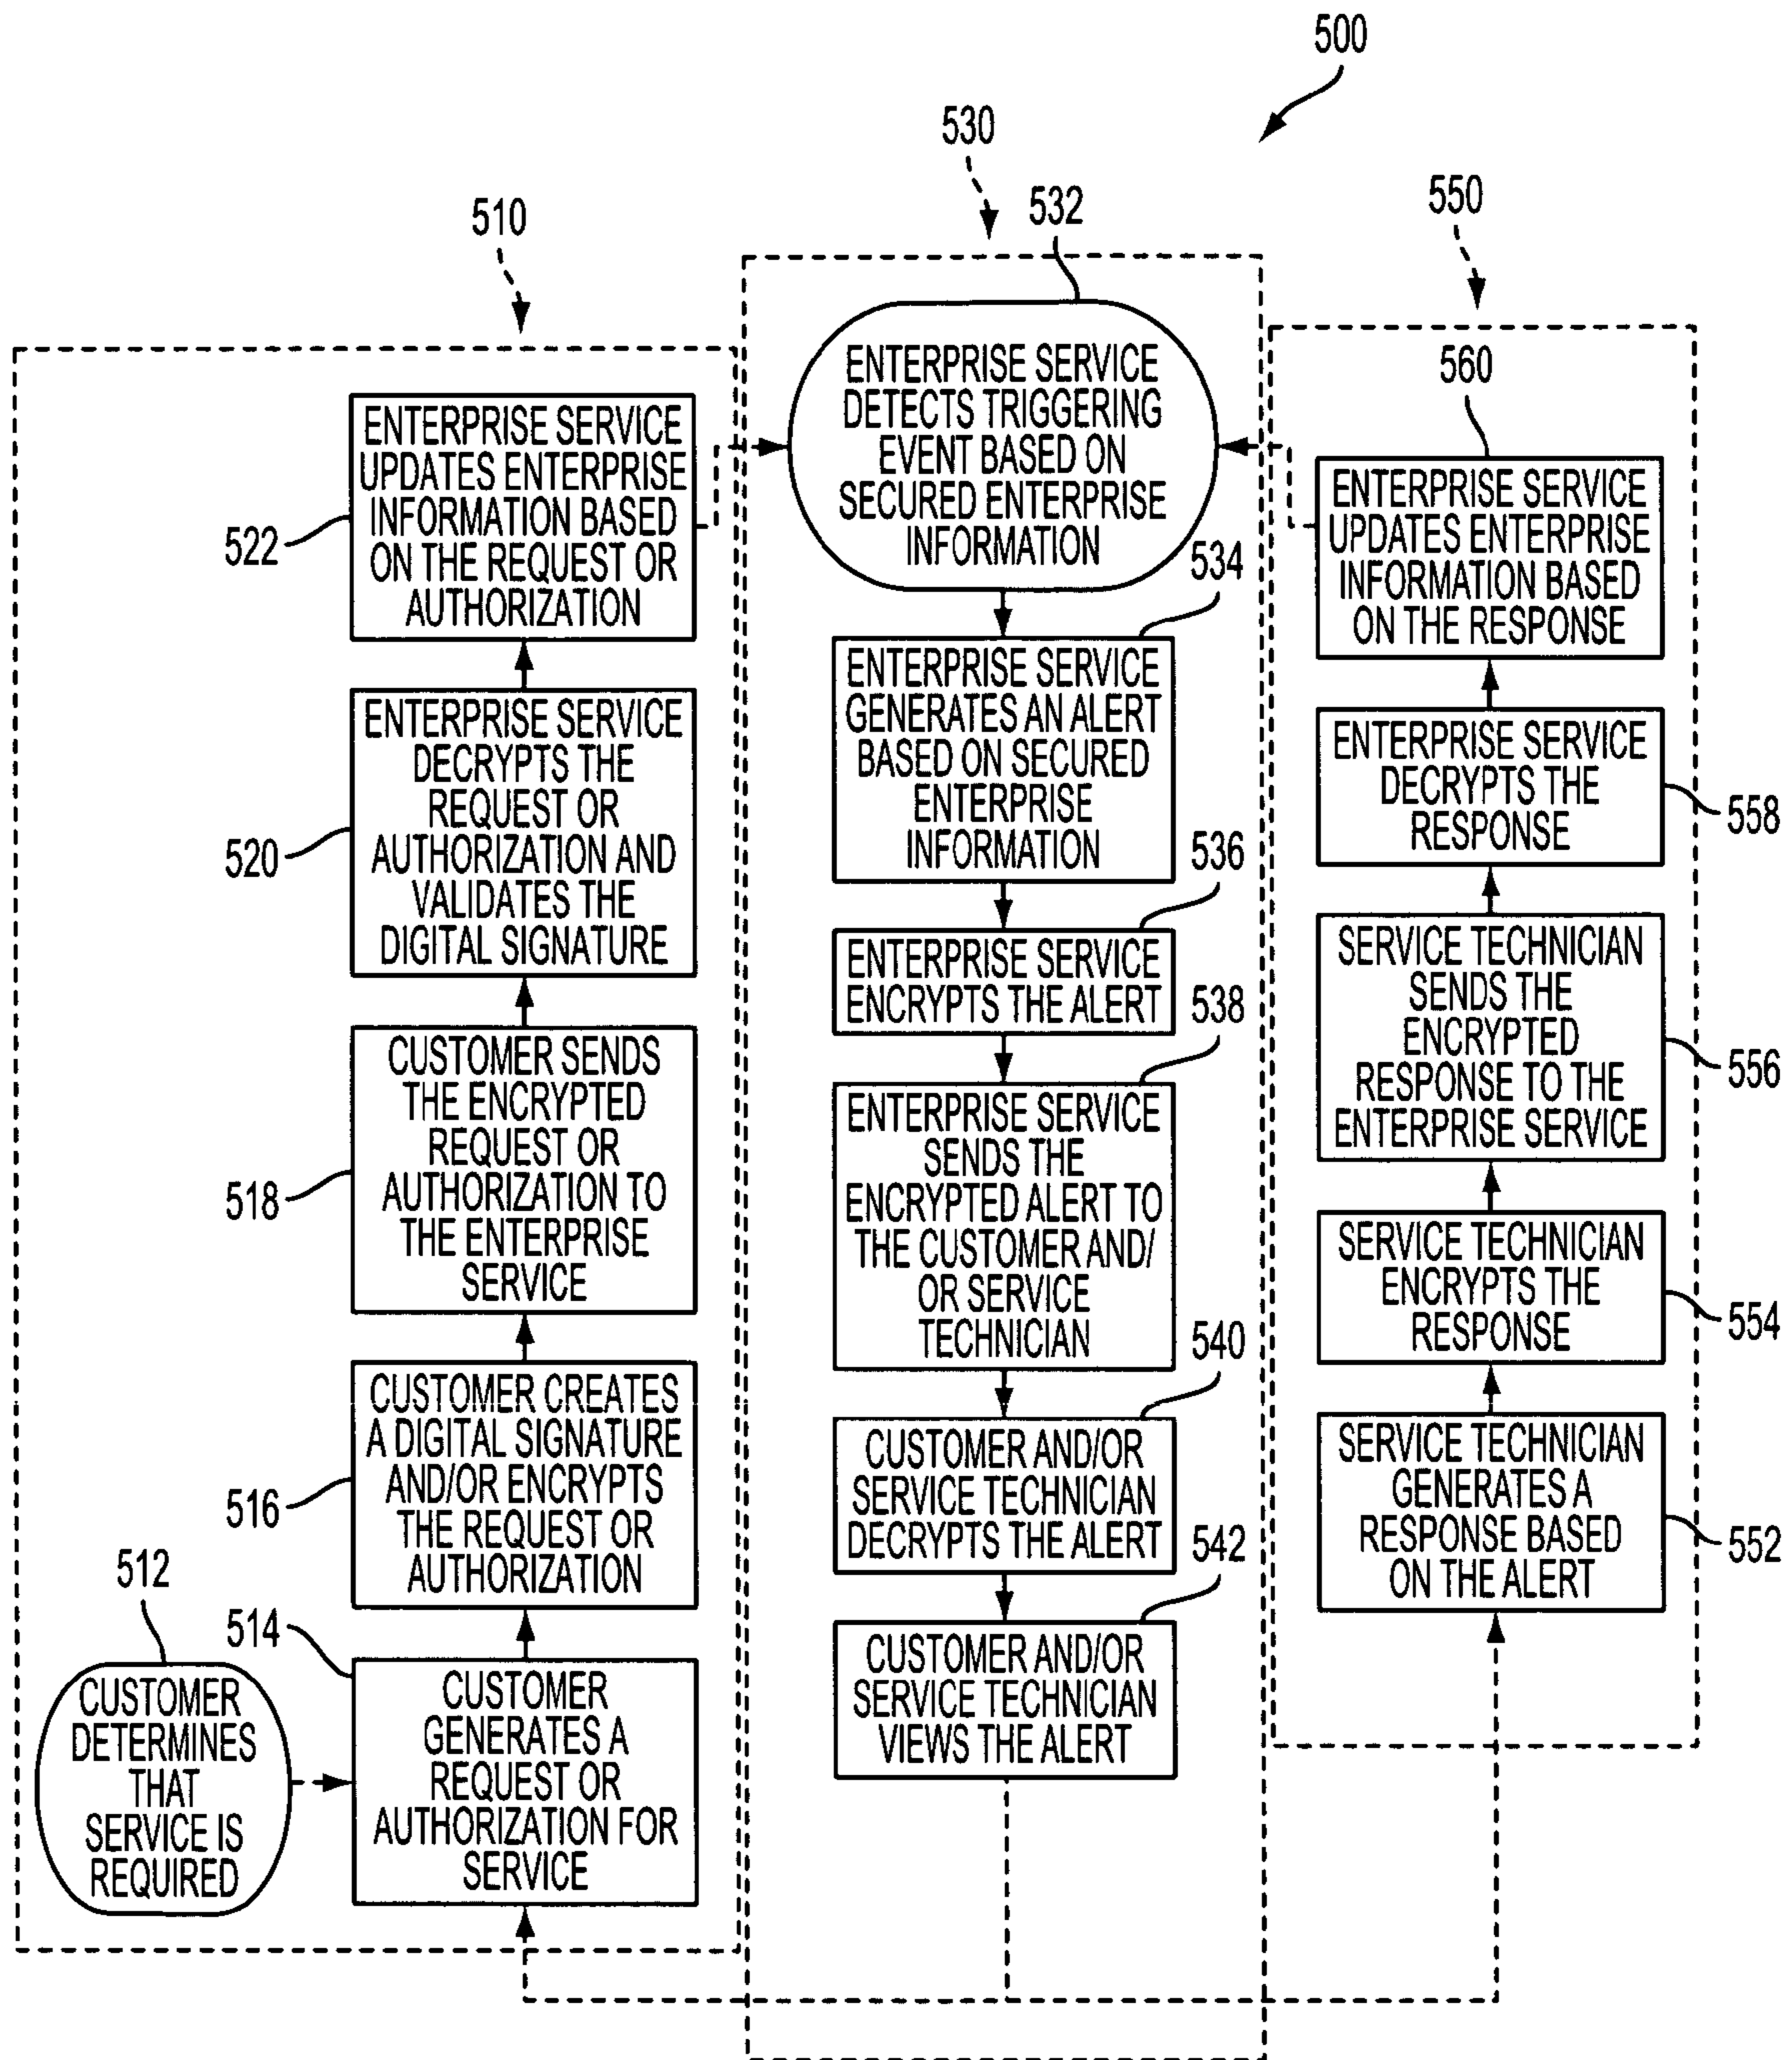 500
530
532
510
550
560
ENTERPRISE SERVICE
UPDATES ENTERPRISE
INFORMATION BASED
ON THE REQUEST OR
AUTHORIZATION
522
ENTERPRISE SERVICE
DECRYPTS THE
REQUEST OR
AUTHORIZATION AND
VALIDATES THE
DIGITAL SIGNATURE
520
CUSTOMER SENDS
THE ENCRYPTED
REQUEST OR
AUTHORIZATION TO
THE ENTERPRISE
SERVICE
518
CUSTOMER CREATES
A DIGITAL SIGNATURE
AND/OR ENCRYPTS
THE REQUEST OR
AUTHORIZATION
516
512
514
CUSTOMER
DETERMINES
THAT
SERVICE IS
REQUIRED
CUSTOMER
GENERATES A
REQUEST OR
AUTHORIZATION FOR
SERVICE
ENTERPRISE SERVICE
DETECTS TRIGGERING
EVENT BASED ON
SECURED ENTERPRISE
INFORMATION
534
ENTERPRISE SERVICE
GENERATES AN ALERT
BASED ON SECURED
ENTERPRISE
INFORMATION
536
ENTERPRISE SERVICE
ENCRYPTS THE ALERT
538
ENTERPRISE SERVICE
SENDS THE
ENCRYPTED ALERT TO
THE CUSTOMER AND/
OR SERVICE
TECHNICIAN
540
CUSTOMER AND/OR
SERVICE TECHNICIAN
DECRYPTS THE ALERT
542
CUSTOMER AND/OR
SERVICE TECHNICIAN
VIEWS THE ALERT
ENTERPRISE SERVICE
UPDATES ENTERPRISE
INFORMATION BASED
ON THE RESPONSE
ENTERPRISE SERVICE
DECRYPTS THE
RESPONSE
558
SERVICE TECHNICIAN
SENDS THE
ENCRYPTED
RESPONSE TO THE
ENTERPRISE SERVICE
556
SERVICE TECHNICIAN
ENCRYPTS THE
RESPONSE
554
SERVICE TECHNICIAN
GENERATES A
RESPONSE BASED
ON THE ALERT
552